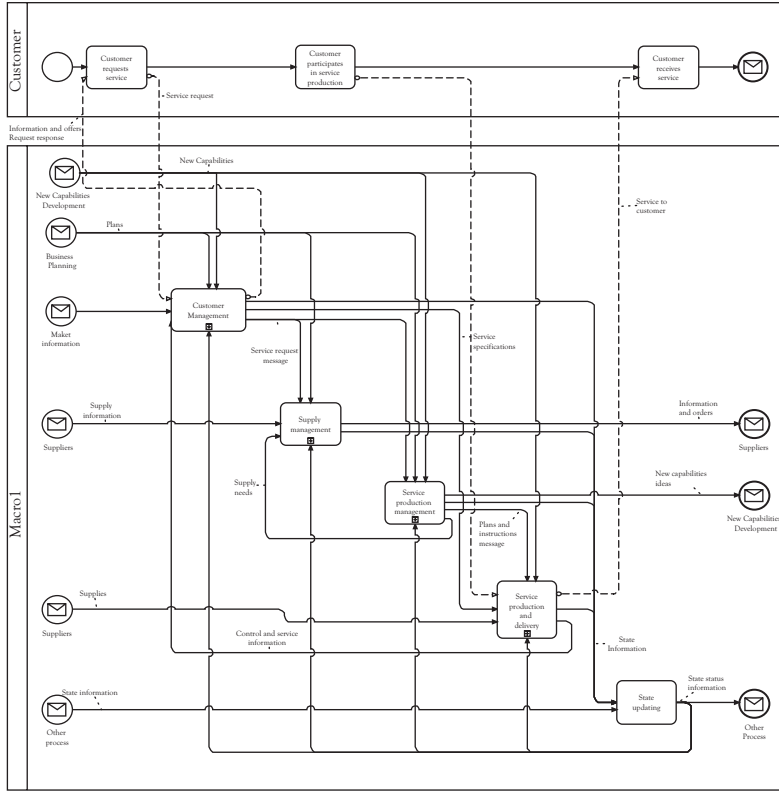 Customer
Customer
requests
service
Customer
participates
in service
production
Customer
receives
service
Service request
Information and offers
Request response
Macro1
New Capabilities
New Capabilities
Development
Plans
Business
Planning
Service to
customer
Customer
Management
Maker
information
Service request
message
Service
specifications
Supply
information
Suppliers
Supply
management
Information
and orders
Suppliers
Supply
needs
Service
production
management
New capabilities
ideas
New Capabilities
Development
Plans and
instructions
message
Supplies
Suppliers
Service
production
and
delivery
Control and service
information
State
Information
State information
Other
process
State
updating
State status
information
Other
Process